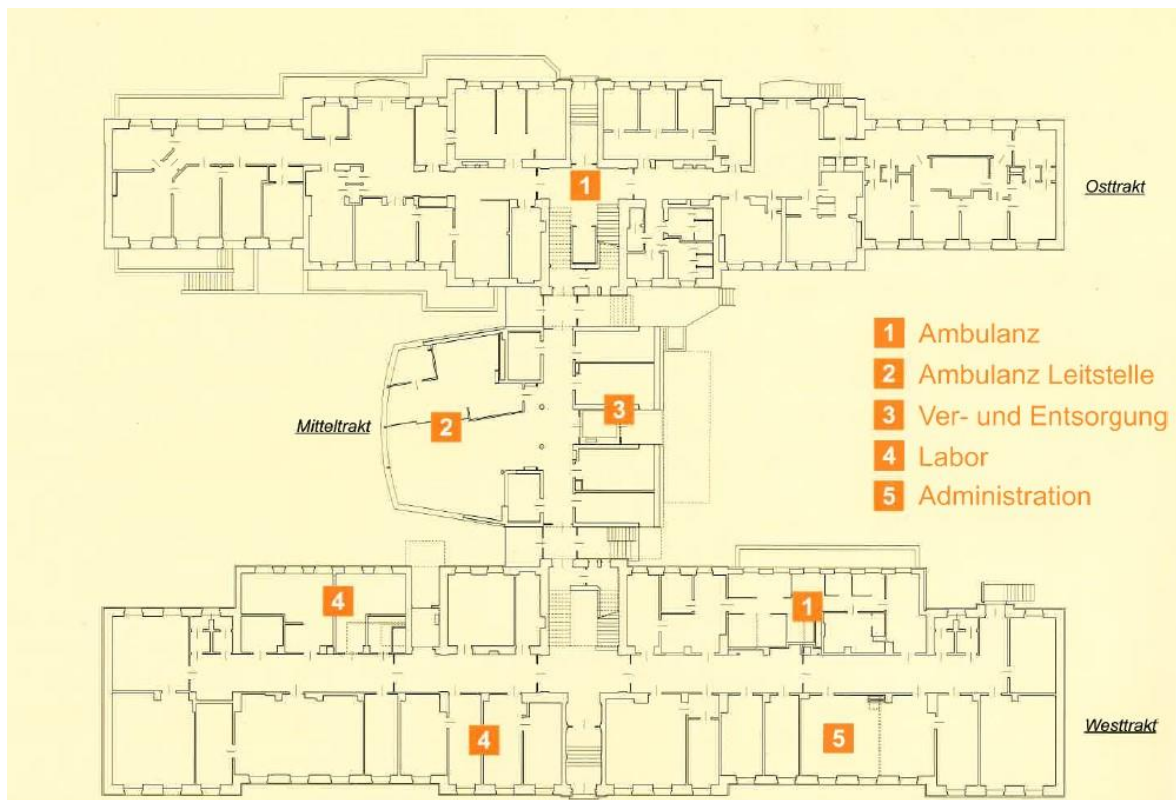 1
Osttrakt
1 Ambulanz
2 Ambulanz Leitstelle
3 Ver- und Entsorgung
4 Labor
5 Administration
3
Mitteltrakt
2
4
1
4
5
Westtrakt